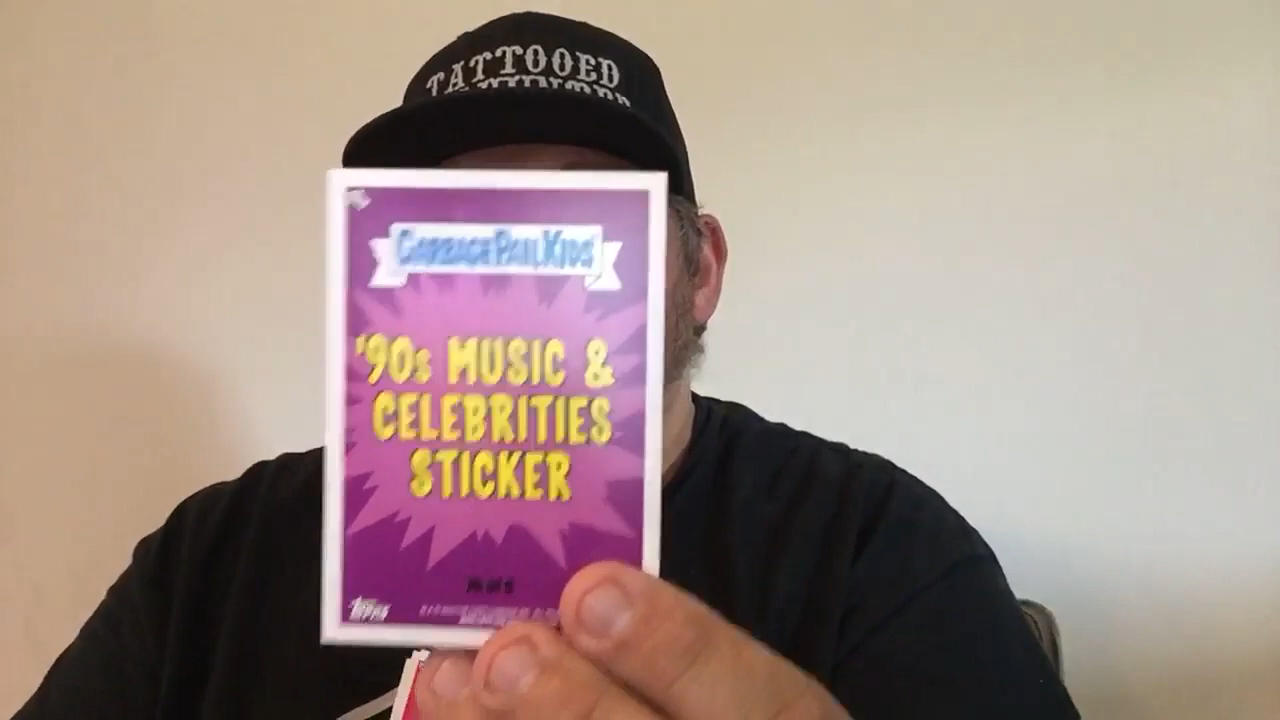 TATTOOED
GARBAGE PAIL KIDS
'90s MUSIC &
CELEBRITIES
STICKER
TOPPS